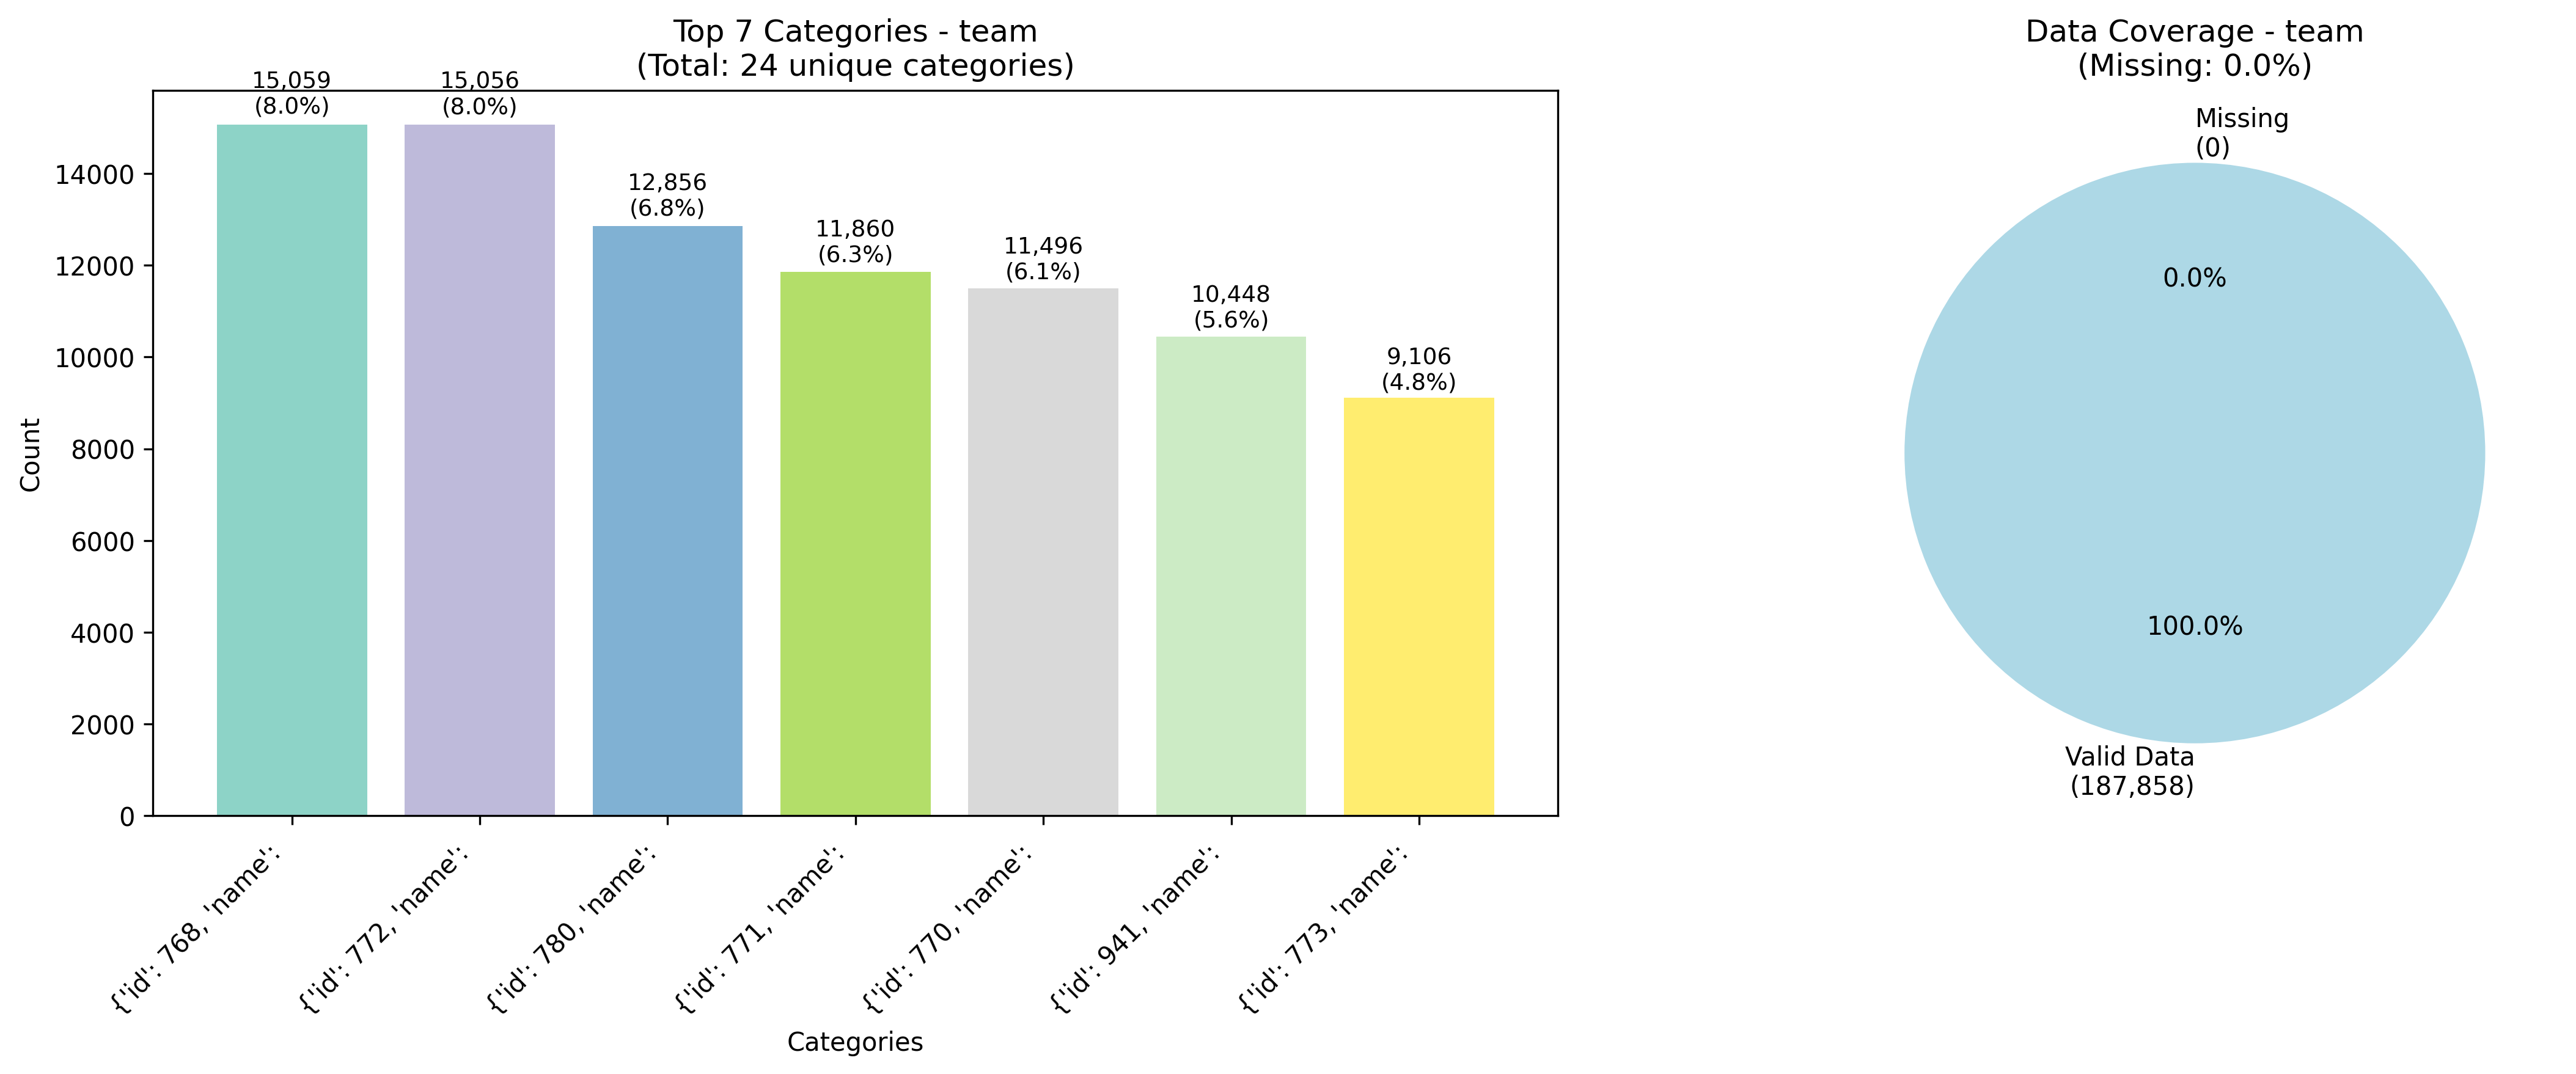 Top 7 Categories - team
(Total: 24 unique categories)
15,059
(8.0%)
15,056
(8.0%)
12,856
(6.8%)
11,860
(6.3%)
11,496
(6.1%)
10,448
(5.6%)
9,106
(4.8%)
14000
12000
10000
8000
6000
4000
2000
0
Count
{'id': 768, 'name':
{'id': 772, 'name':
{'id': 780, 'name':
{'id': 771, 'name':
{'id': 770, 'name':
{'id': 941, 'name':
{'id': 773, 'name':
Categories
Data Coverage - team
(Missing: 0.0%)
Missing
(0)
0.0%
100.0%
Valid Data
(187,858)